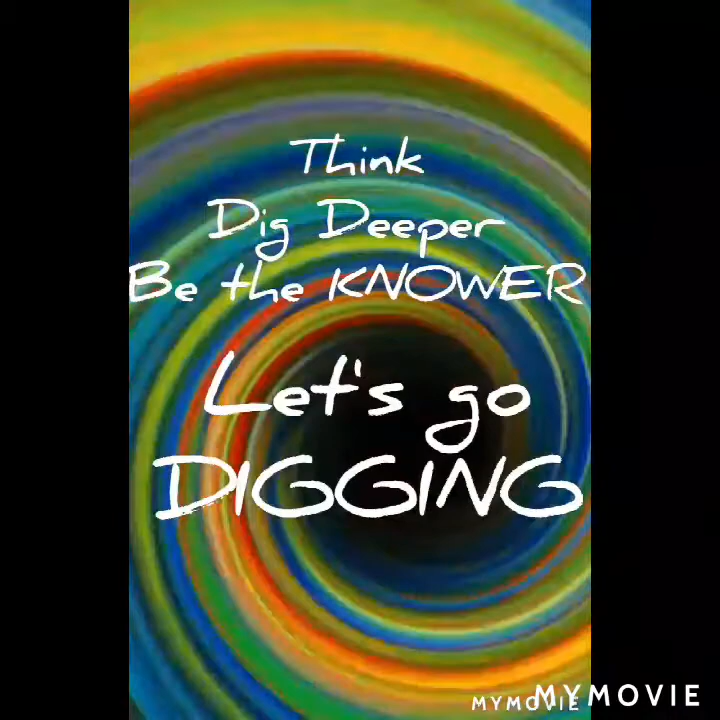 Think
Dig Deeper
Be the KNOWER
Let's go
DIGGING
MYMOVIE
MYMOVIE